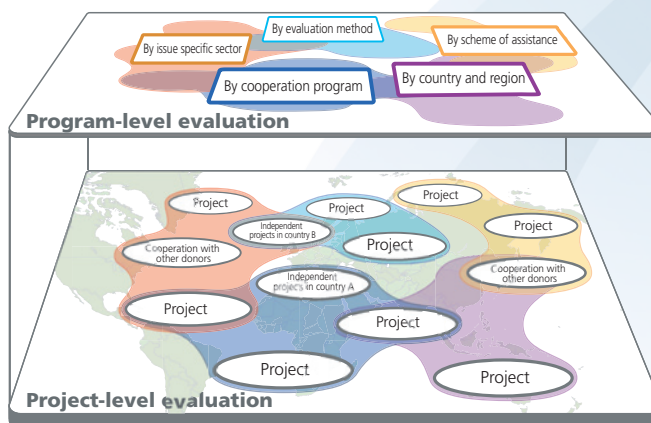 By evaluation method
By issue specific sector
By scheme of assistance
By cooperation program
By country and region
Program-level evaluation
Project
Project
Project
Independent
projects in country B
Project
Project
Cooperation with
other donors
Independent
projects in country A
Cooperation with
other donors
Project
Project
Project
Project
Project-level evaluation